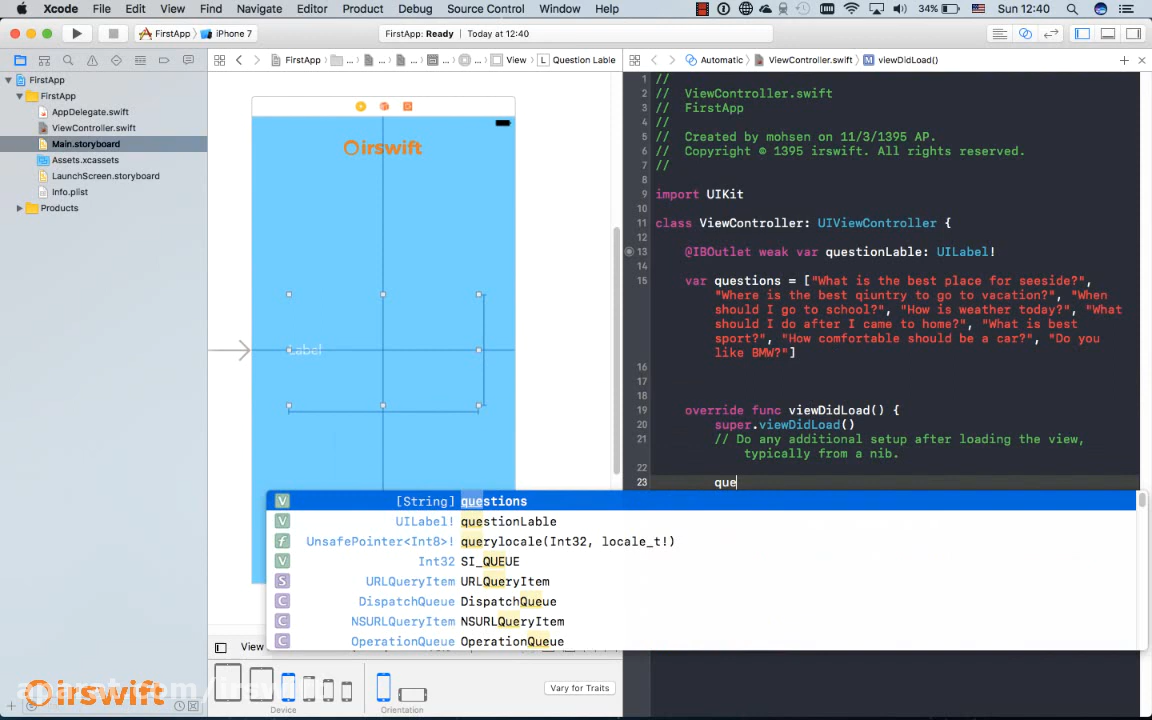 Xcode File Edit View Find Navigate Editor Product Debug Source Control Window Help 34% Sun 12:40
FirstApp iPhone 7 FirstApp: Ready | Today at 12:40
FirstApp ... ... ... ... ... View L Question Lable
Automatic ViewController.swift M viewDidLoad()
FirstApp
FirstApp
AppDelegate.swift
ViewController.swift
Main.storyboard
Assets.xcassets
LaunchScreen.storyboard
Info.plist
Products
irswift
Label
1 //
2 // ViewController.swift
3 // FirstApp
4 //
5 // Created by mohsen on 11/3/1395 AP.
6 // Copyright © 1395 irswift. All rights reserved.
7 //
8
9 import UIKit
10
11 class ViewController: UIViewController {
12
13 @IBOutlet weak var questionLable: UILabel!
14
15 var questions = ["What is the best place for seeside?",
"Where is the best qiuntry to go to vacation?", "When
should I go to school?", "How is weather today?", "What
should I do after I came to home?", "What is best
sport?", "How comfortable should be a car?", "Do you
like BMW?"]
16
17
18
19 override func viewDidLoad() {
20 super.viewDidLoad()
21 // Do any additional setup after loading the view,
typically from a nib.
22
23 que
V [String] questions
V UILabel! questionLable
f UnsafePointer<Int8>! querylocale(Int32, locale_t!)
V Int32 SI_QUEUE
S URLQueryItem URLQueryItem
C DispatchQueue DispatchQueue
C NSURLQueryItem NSURLQueryItem
C OperationQueue OperationQueue
View
Vary for Traits
Device Orientation
aparat.com/irswift
irswift